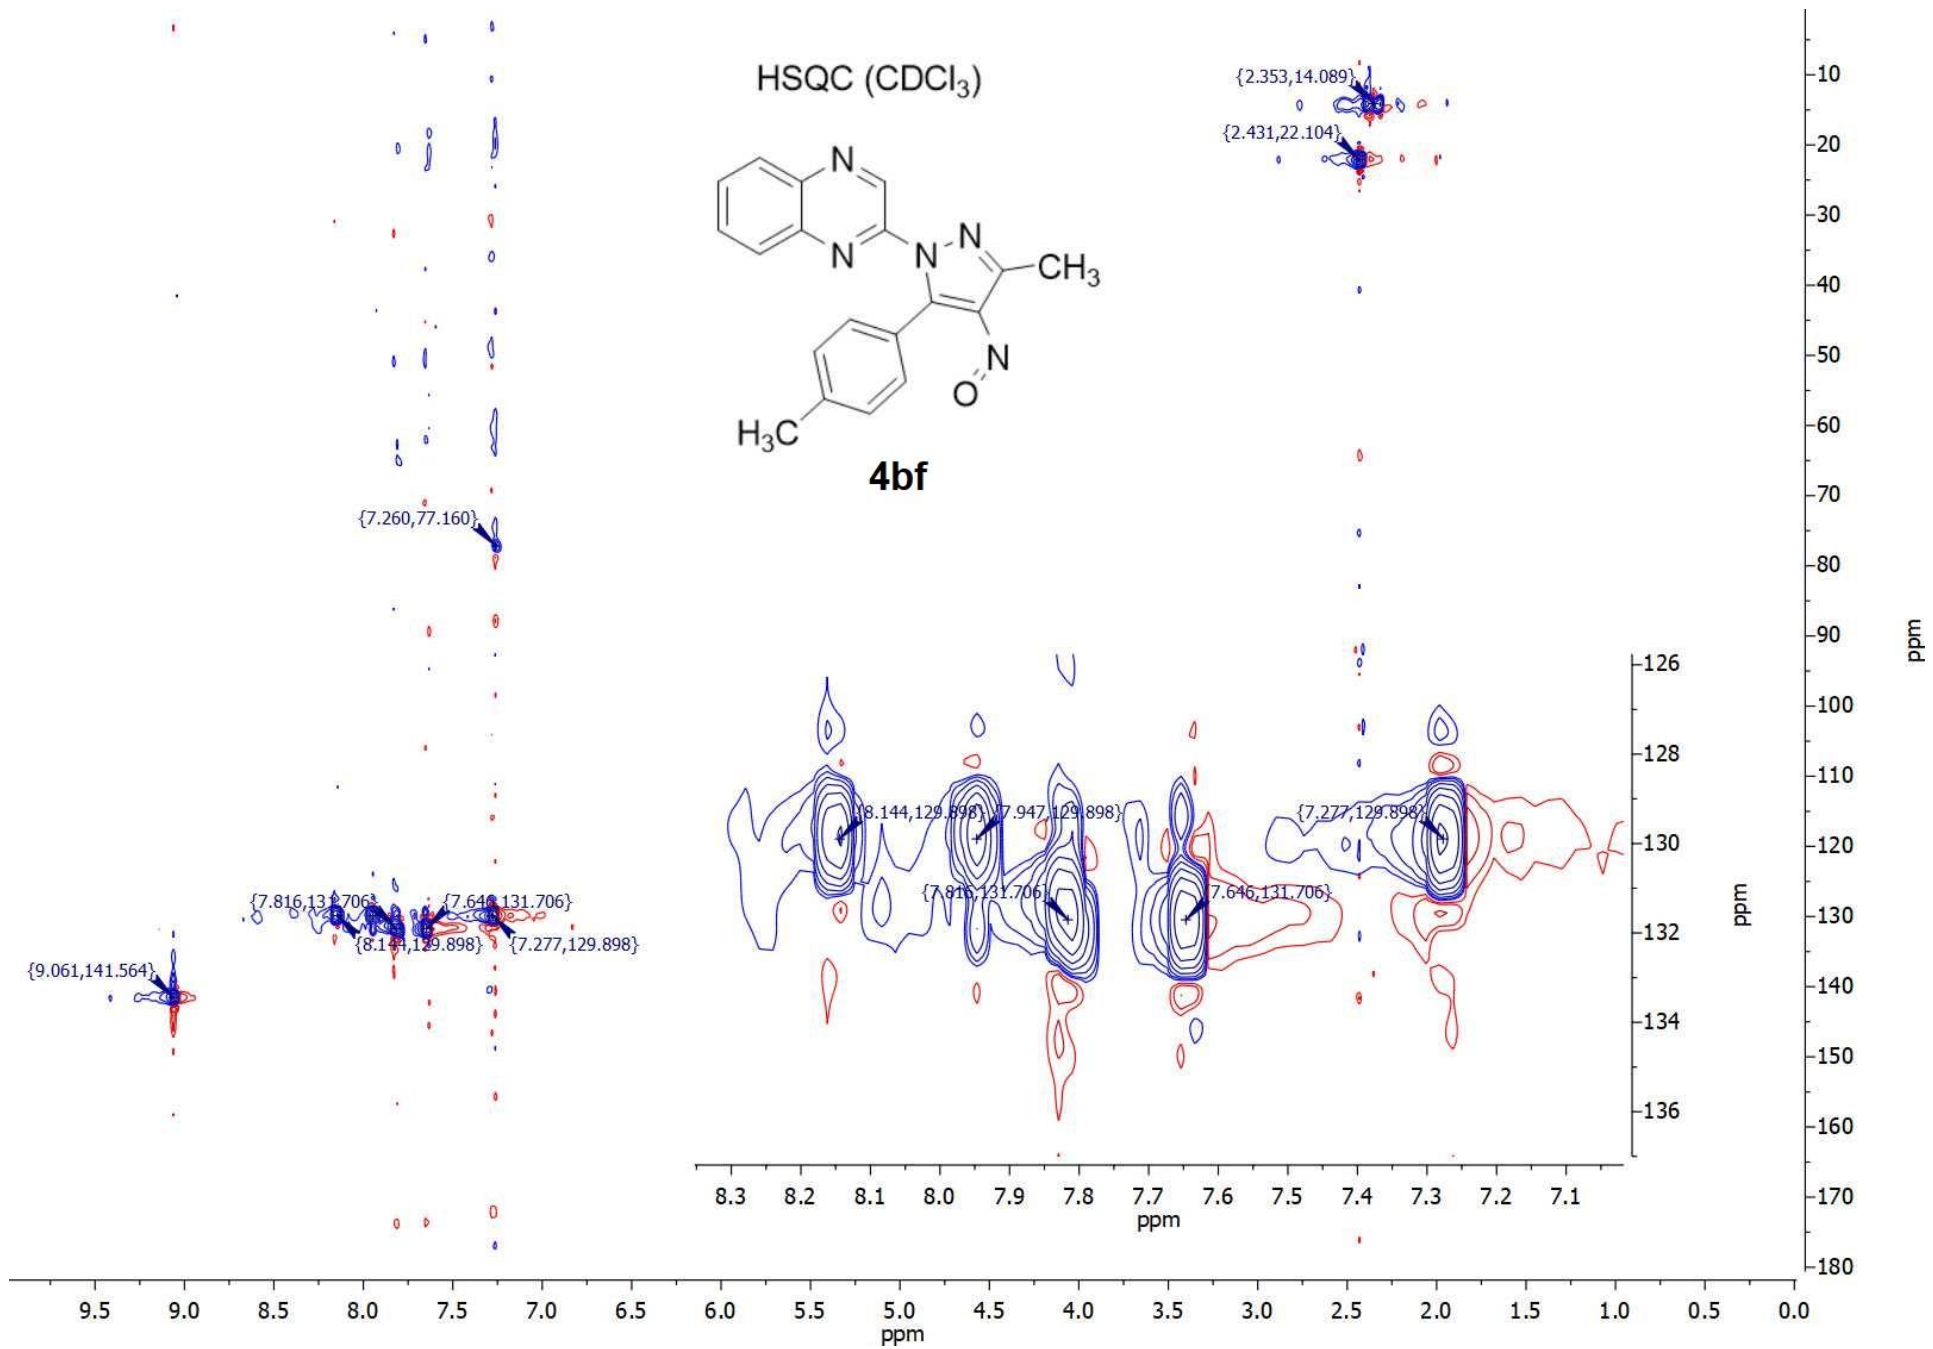 HSQC (CDCl3)
N
N
N
N
CH3
N
O
H3C
4bf
{2.353,14.089}
{2.431,22.104}
{7.260,77.160}
{7.816,131.706}
{7.646,131.706}
{8.144,129.898}
{7.277,129.898}
{9.061,141.564}
{8.144,129.898}
{7.947,129.898}
{7.277,129.898}
{7.816,131.706}
{7.646,131.706}
126
128
130
132
134
136
ppm
8.3 8.2 8.1 8.0 7.9 7.8 7.7 7.6 7.5 7.4 7.3 7.2 7.1
ppm
10
20
30
40
50
60
70
80
90
100
110
120
130
140
150
160
170
180
ppm
9.5 9.0 8.5 8.0 7.5 7.0 6.5 6.0 5.5 5.0 4.5 4.0 3.5 3.0 2.5 2.0 1.5 1.0 0.5 0.0
ppm